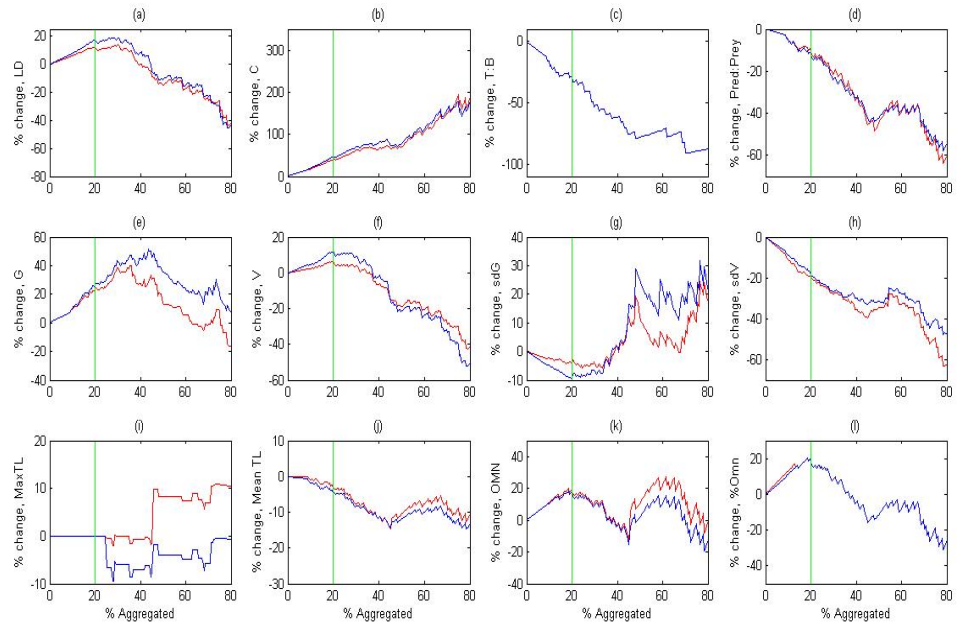 (a)
(b)
(c)
(d)
% change, LD
20
0
-20
-40
-60
-80
0 20 40 60 80
% change, C
300
200
100
0
0 20 40 60 80
% change, T:B
0
-50
-100
0 20 40 60 80
% change, Pred:Prey
0
-20
-40
-60
0 20 40 60 80
(e)
(f)
(g)
(h)
% change, G
60
40
20
0
-20
-40
0 20 40 60 80
% change, V
20
0
-20
-40
-60
0 20 40 60 80
% change, sdG
40
30
20
10
0
-10
0 20 40 60 80
% change, sdV
0
-20
-40
-60
0 20 40 60 80
(i)
(j)
(k)
(l)
% change, MaxTL
20
10
0
-10
0 20 40 60 80
% Aggregated
% change, Mean TL
10
0
-10
-20
-30
0 20 40 60 80
% Aggregated
% change, OMN
40
20
0
-20
-40
0 20 40 60 80
% Aggregated
% change, %Omn
20
0
-20
-40
0 20 40 60 80
% Aggregated